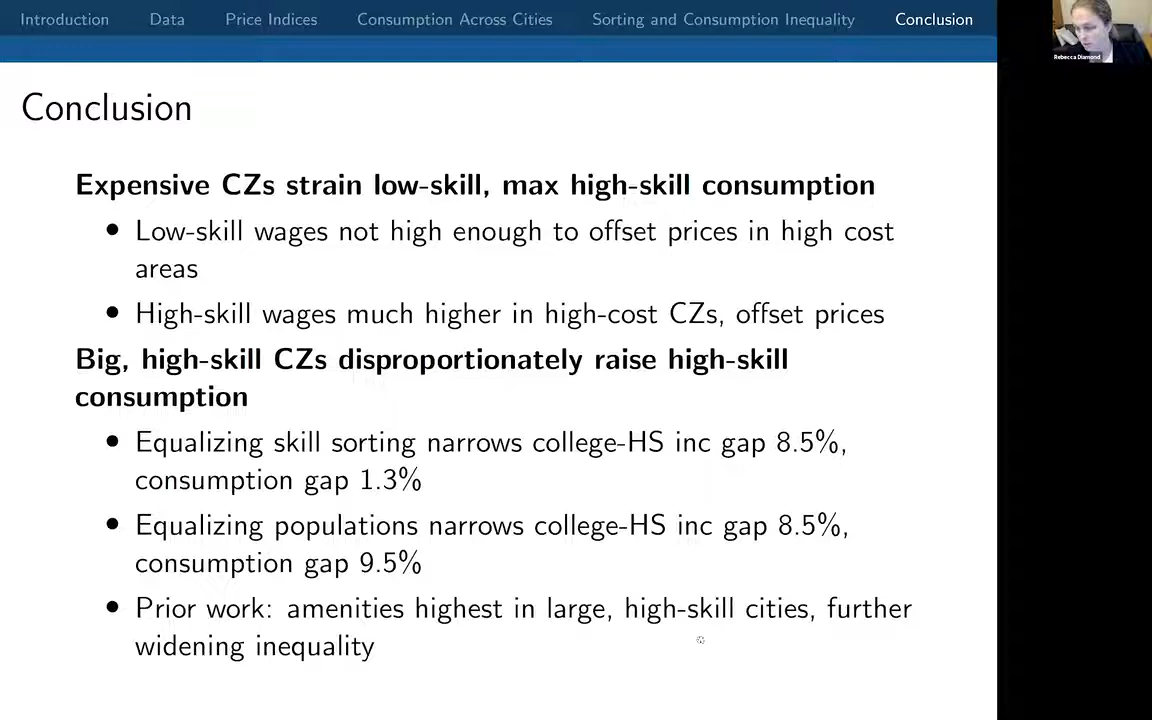 Introduction Data Price Indices Consumption Across Cities Sorting and Consumption Inequality Conclusion
Rebecca Diamond
Conclusion
Expensive CZs strain low-skill, max high-skill consumption
• Low-skill wages not high enough to offset prices in high cost
areas
• High-skill wages much higher in high-cost CZs, offset prices
Big, high-skill CZs disproportionately raise high-skill
consumption
• Equalizing skill sorting narrows college-HS inc gap 8.5%,
consumption gap 1.3%
• Equalizing populations narrows college-HS inc gap 8.5%,
consumption gap 9.5%
• Prior work: amenities highest in large, high-skill cities, further
widening inequality